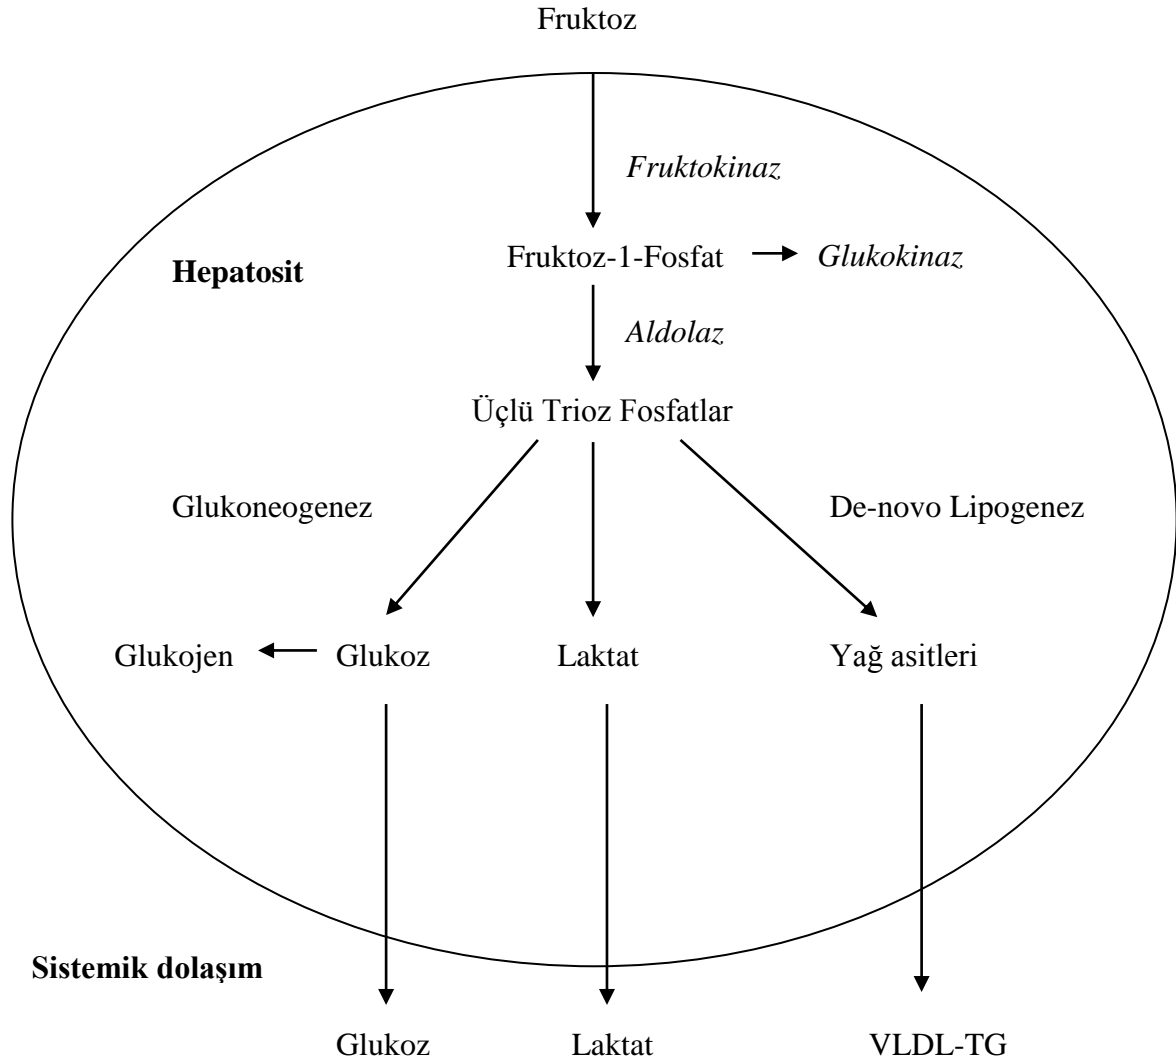 Fruktoz
Fruktokinaz
Hepatosit
Fruktoz-1-Fosfat
Glukokinaz
Aldolaz
Üçlü Trioz Fosfatlar
Glukoneogenez
De-novo Lipogenez
Glukojen
Glukoz
Laktat
Yağ asitleri
Sistemik dolaşım
Glukoz
Laktat
VLDL-TG